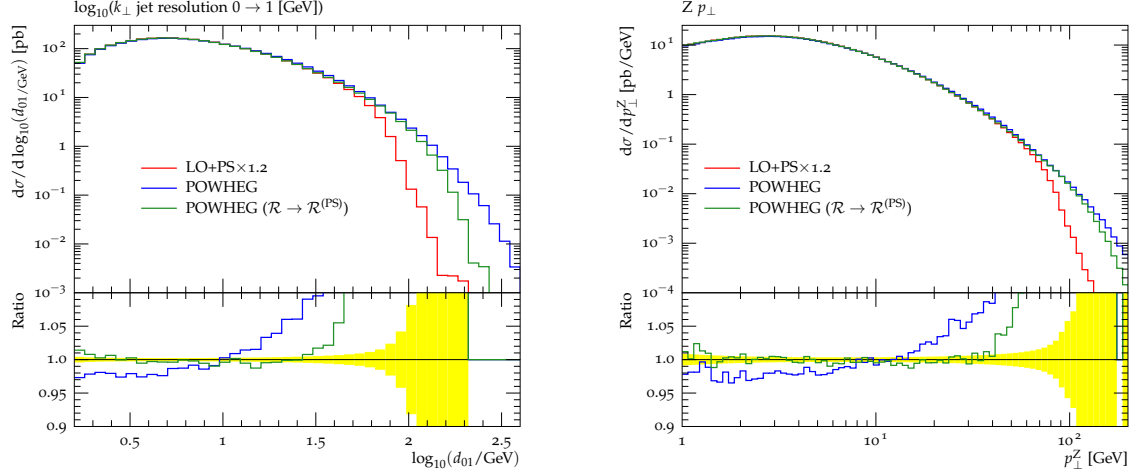 log10(k⊥ jet resolution 0 → 1 [GeV])
dσ/d log10(d01/GeV) [pb]
10²
10¹
1
10⁻¹
10⁻²
10⁻³
LO+PS×1.2
POWHEG
POWHEG (R → R(PS))
Ratio
1.05
1.0
0.95
0.9
0.5 1 1.5 2 2.5
log10(d01/GeV)
Z p⊥
dσ/dp⊥Z [pb/GeV]
10¹
1
10⁻¹
10⁻²
10⁻³
10⁻⁴
LO+PS×1.2
POWHEG
POWHEG (R → R(PS))
Ratio
1.05
1.0
0.95
0.9
1 10¹ 10²
p⊥Z [GeV]